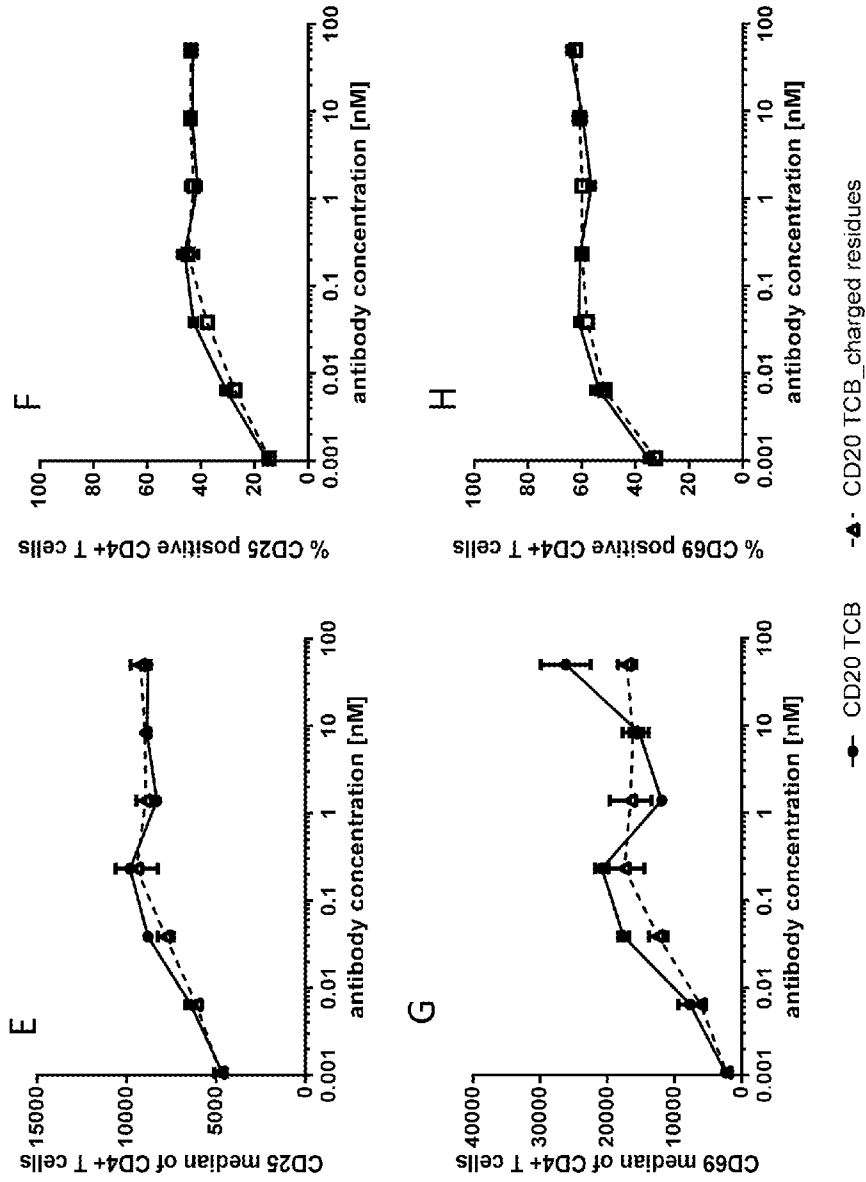 E
CD25 median of CD4+ T cells
15000
10000
5000
0
0.001 0.01 0.1 1 10 100
antibody concentration [nM]
F
% CD25 positive CD4+ T cells
100
80
60
40
20
0
0.001 0.01 0.1 1 10 100
antibody concentration [nM]
G
CD69 median of CD4+ T cells
40000
30000
20000
10000
0
0.001 0.01 0.1 1 10 100
antibody concentration [nM]
H
% CD69 positive CD4+ T cells
100
80
60
40
20
0
0.001 0.01 0.1 1 10 100
antibody concentration [nM]
CD20 TCB
CD20 TCB_charged residues